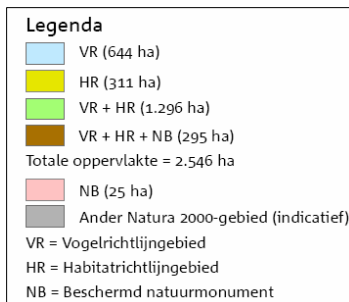 Legenda
VR (644 ha)
HR (311 ha)
VR + HR (1.296 ha)
VR + HR + NB (295 ha)
Totale oppervlakte = 2.546 ha
NB (25 ha)
Ander Natura 2000-gebied (indicatief)
VR = Vogelrichtlijngebied
HR = Habitatrichtlijngebied
NB = Beschermd natuurmonument